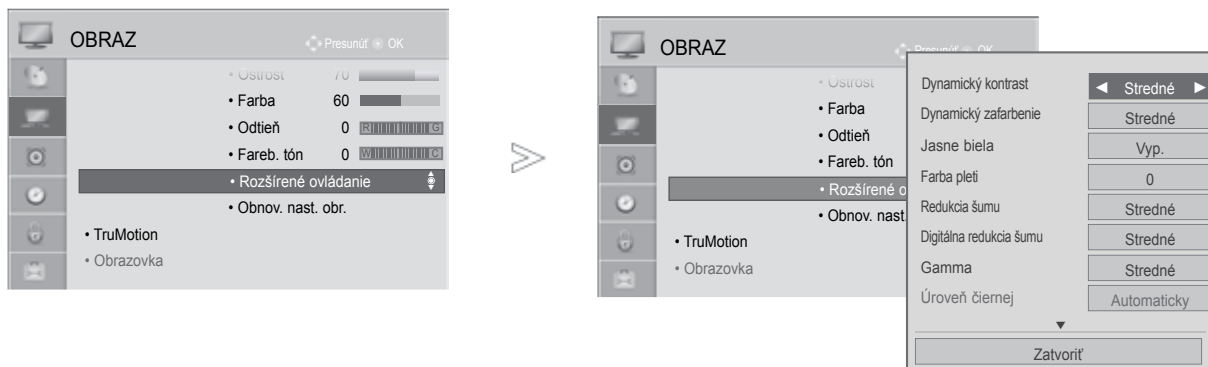 OBRAZ
Presunúť OK
• Ostrosť 70
• Farba 60
• Odtieň 0 R G
• Fareb. tón 0 W C
• Rozšírené ovládanie
• Obnov. nast. obr.
• TruMotion
• Obrazovka
OBRAZ
Presunúť OK
• Ostrosť
• Farba
• Odtieň
• Fareb. tón
• Rozšírené o
• Obnov. nast.
• TruMotion
• Obrazovka
Dynamický kontrast ◀ Stredné ▶
Dynamický zafarbenie Stredné
Jasne biela Vyp.
Farba pleti 0
Redukcia šumu Stredné
Digitálna redukcia šumu Stredné
Gamma Stredné
Úroveň čiernej Automaticky
▼
Zatvoriť